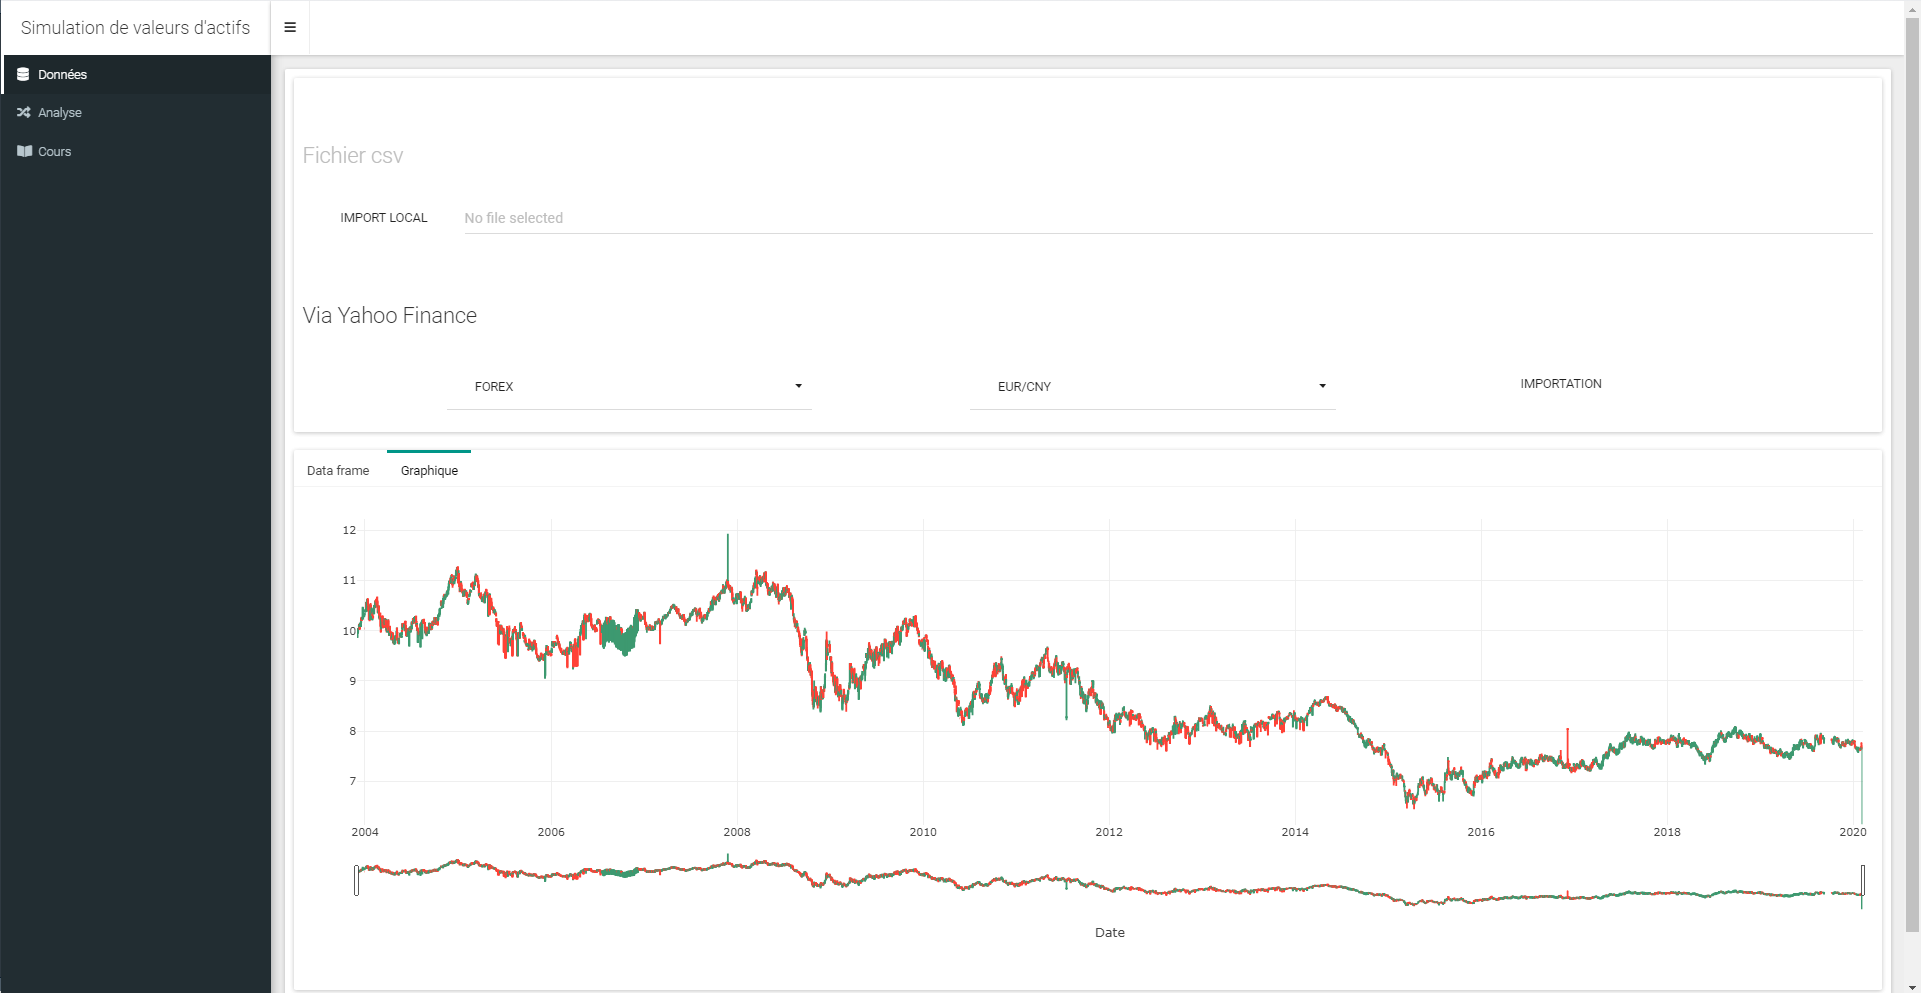 Simulation de valeurs d'actifs
Données
Analyse
Cours
Fichier csv
IMPORT LOCAL No file selected
Via Yahoo Finance
FOREX EUR/CNY IMPORTATION
Data frame Graphique
12
11
10
9
8
7
2004 2006 2008 2010 2012 2014 2016 2018 2020
Date